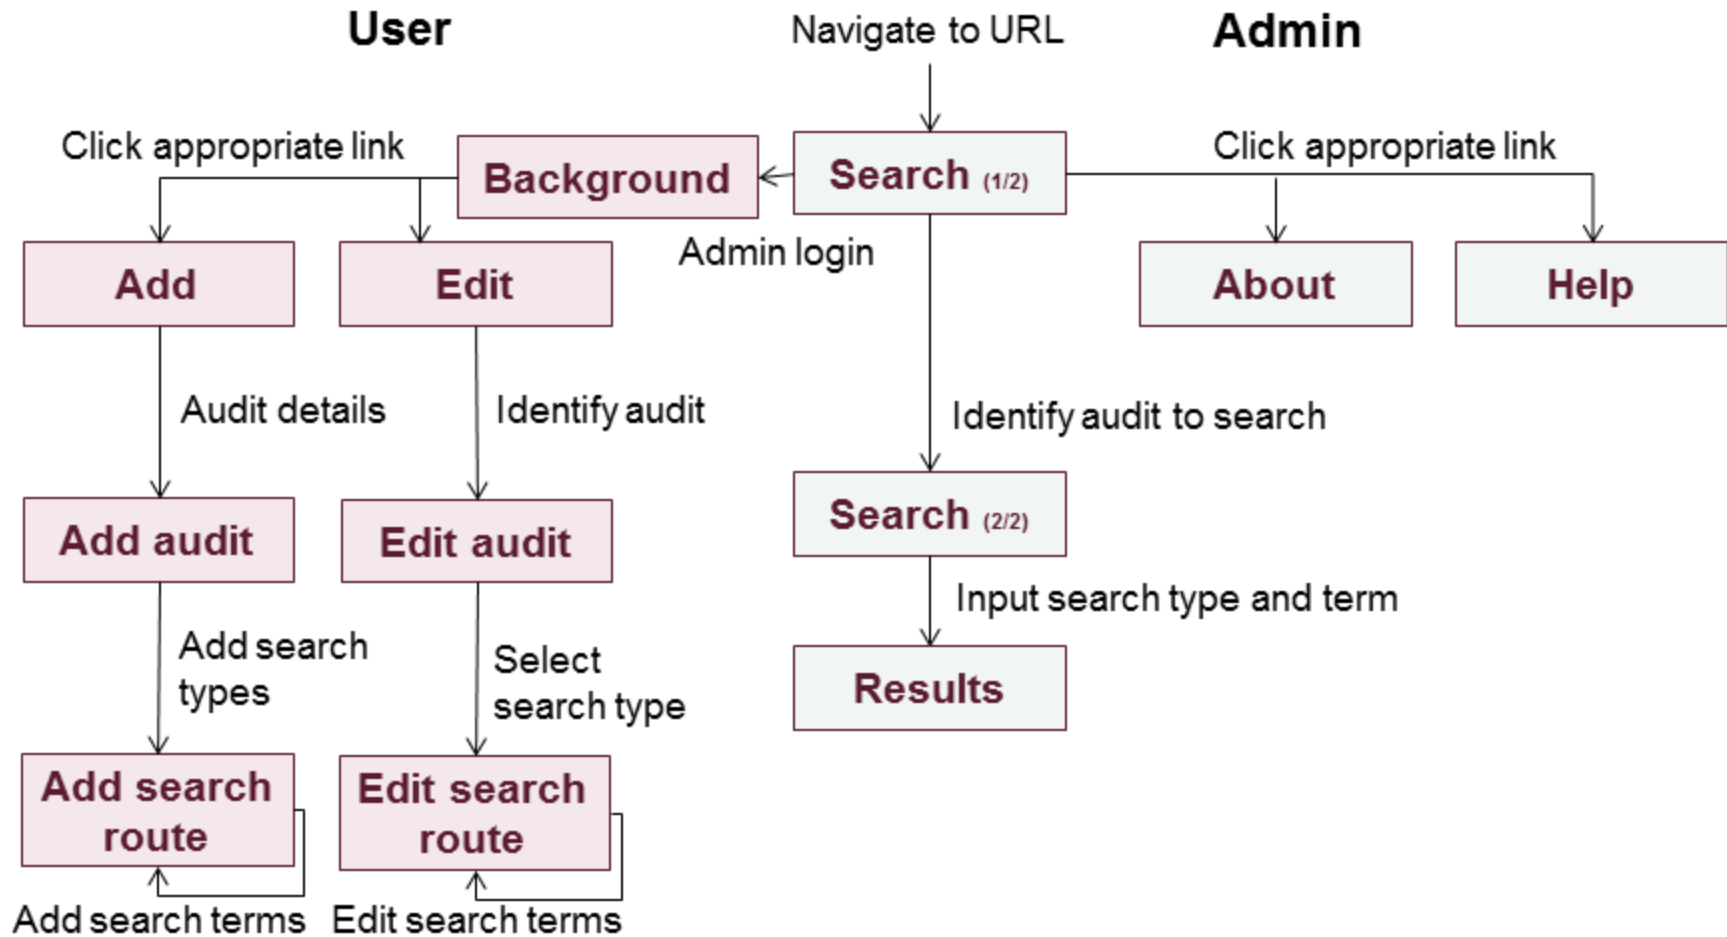 User
Navigate to URL
Admin
Click appropriate link
Background
Search (1/2)
Click appropriate link
Admin login
Add
Edit
About
Help
Audit details
Identify audit
Identify audit to search
Add audit
Edit audit
Search (2/2)
Input search type and term
Add search
types
Select
search type
Results
Add search
route
Edit search
route
Add search terms
Edit search terms